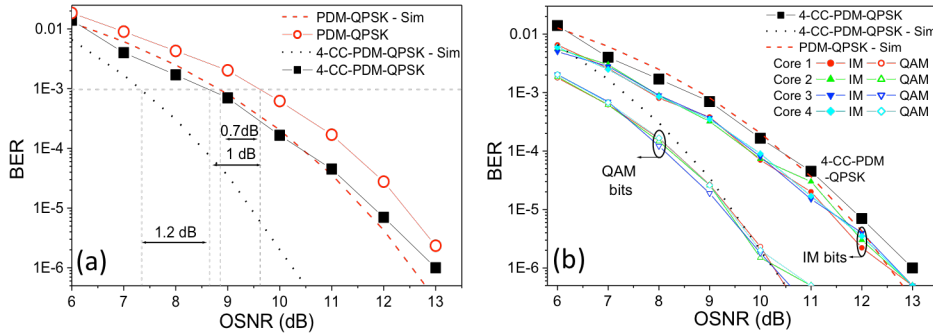 PDM-QPSK - Sim
PDM-QPSK
4-CC-PDM-QPSK - Sim
4-CC-PDM-QPSK
0.01
1E-3
1E-4
1E-5
1E-6
BER
0.7dB
1 dB
1.2 dB
(a)
6 7 8 9 10 11 12 13
OSNR (dB)
4-CC-PDM-QPSK
4-CC-PDM-QPSK - Sim
PDM-QPSK - Sim
Core 1 IM QAM
Core 2 IM QAM
Core 3 IM QAM
Core 4 IM QAM
0.01
1E-3
1E-4
1E-5
1E-6
BER
QAM
bits
4-CC-PDM
-QPSK
IM bits
(b)
6 7 8 9 10 11 12 13
OSNR (dB)